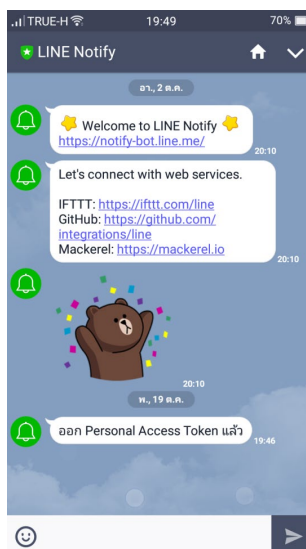 TRUE-H 19:49 70%
LINE Notify
อา., 2 ต.ค.
Welcome to LINE Notify
https://notify-bot.line.me/
20:10
Let's connect with web services.
IFTTT: https://ifttt.com/line
GitHub: https://github.com/
integrations/line
Mackerel: https://mackerel.io
20:10
20:10
พ., 19 ต.ค.
ออก Personal Access Token แล้ว
19:46